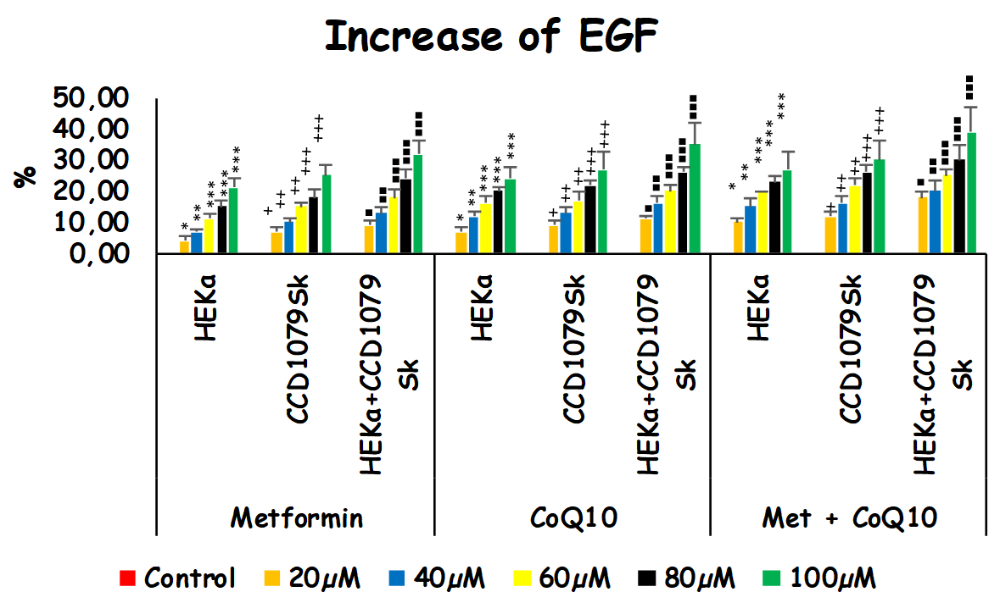 Increase of EGF
%
50,00
40,00
30,00
20,00
10,00
0,00
* ** *** *** ***
+ ++ ++ +++ +++
■ ■■ ■■■ ■■■ ■■■
* ** *** *** ***
+ ++ +++ +++ +++
■ ■■ ■■■ ■■■ ■■■
* ** *** *** ***
+ ++ ++ +++ +++
■ ■■ ■■■ ■■■ ■■■
HEKa
CCD1079Sk
HEKa+CCD1079
Sk
HEKa
CCD1079Sk
HEKa+CCD1079
Sk
HEKa
CCD1079Sk
HEKa+CCD1079
Sk
Metformin CoQ10 Met + CoQ10
Control 20µM 40µM 60µM 80µM 100µM